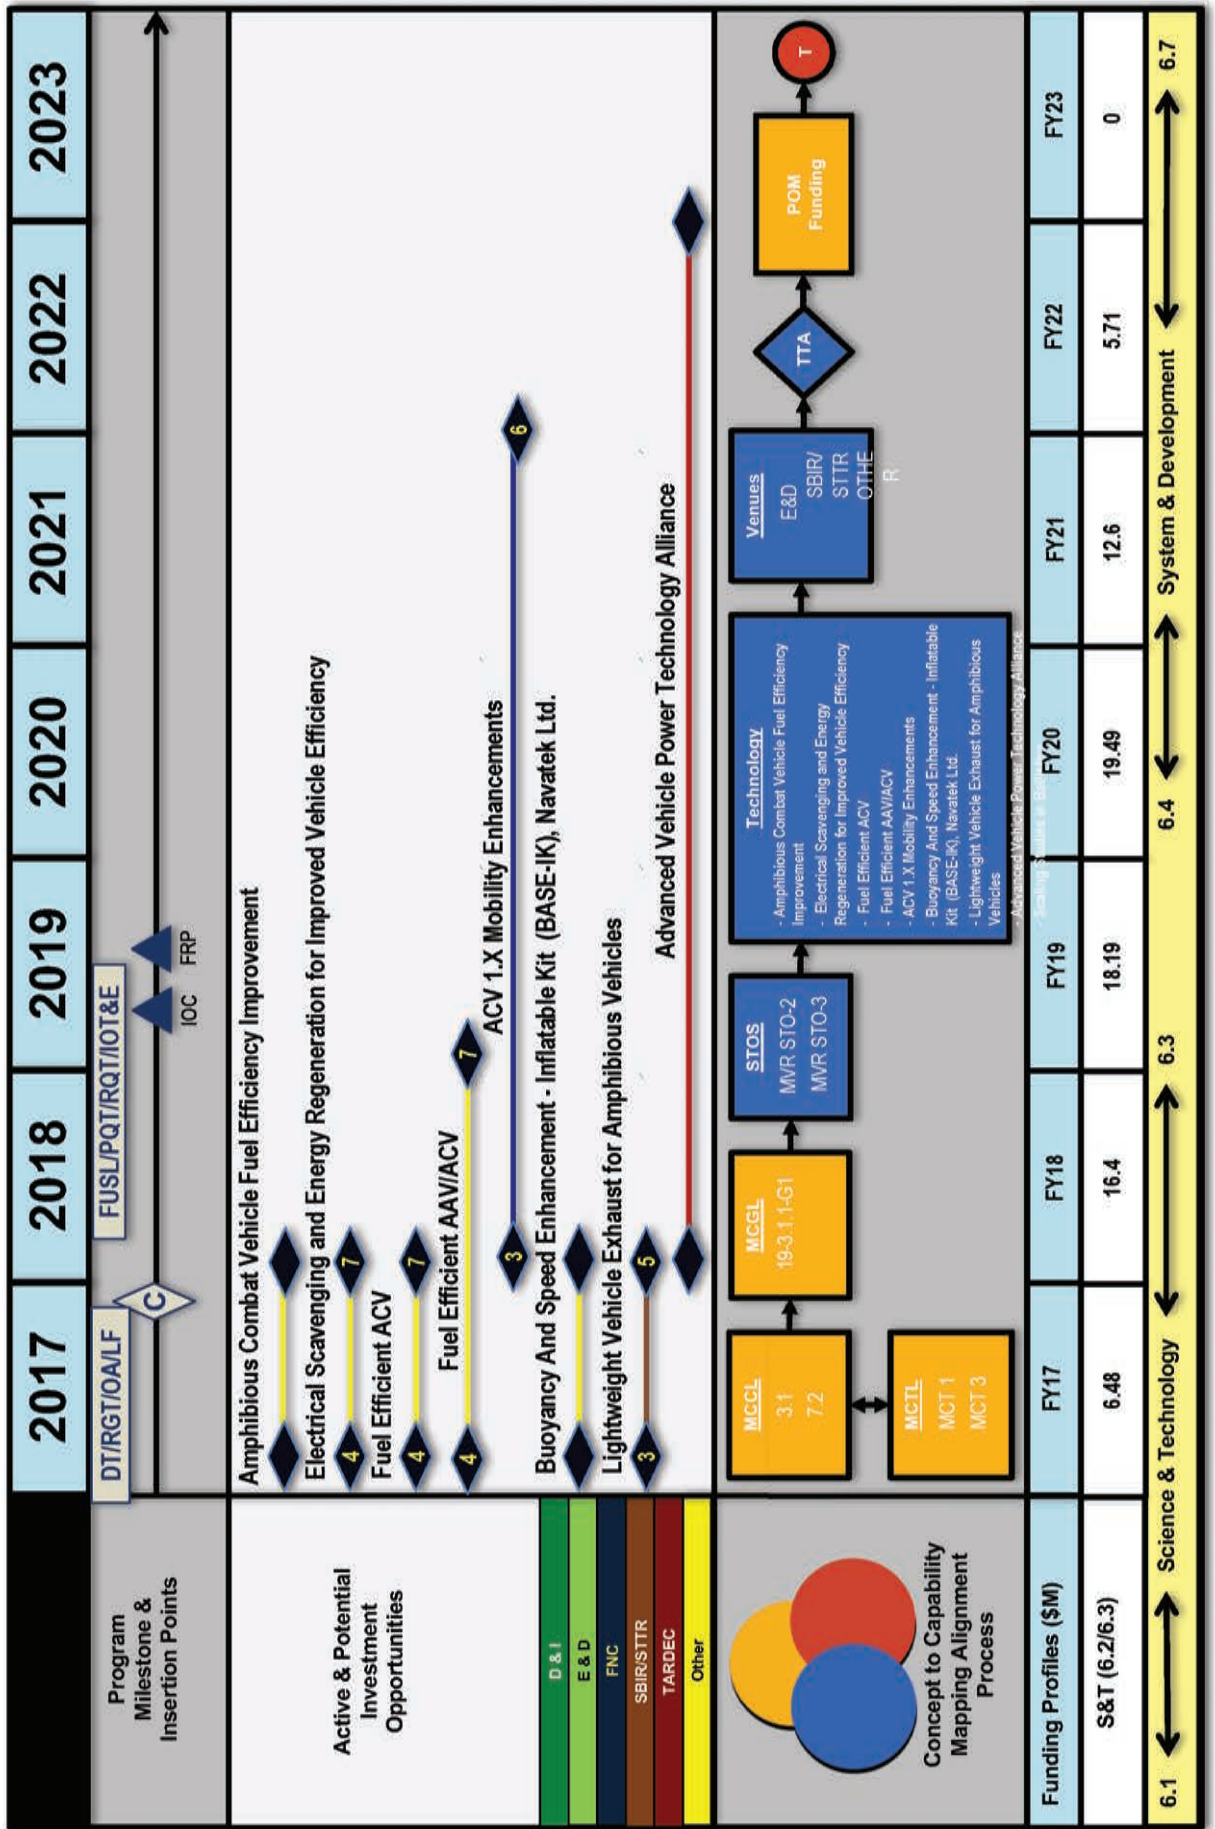 2017
2018
2019
2020
2021
2022
2023
Program
Milestone &
Insertion Points
DT/RGT/OA/LF
C
FUSL/PQT/RQT/IOT&E
IOC
FRP
Active & Potential
Investment
Opportunities
D & I
E & D
FNC
SBIR/STTR
TARDEC
Other
Amphibious Combat Vehicle Fuel Efficiency Improvement
Electrical Scavenging and Energy Regeneration for Improved Vehicle Efficiency
4
7
Fuel Efficient ACV
4
7
Fuel Efficient AAV/ACV
4
7
ACV 1.X Mobility Enhancements
3
6
Buoyancy And Speed Enhancement - Inflatable Kit (BASE-IK), Navatek Ltd.
Lightweight Vehicle Exhaust for Amphibious Vehicles
3
5
Advanced Vehicle Power Technology Alliance
Concept to Capability
Mapping Alignment
Process
MCCL
3.1
7.2
MCTL
MCT 1
MCT 3
MCGL
19-3.1.1-G1
STOS
MVR STO-2
MVR STO-3
Technology
- Amphibious Combat Vehicle Fuel Efficiency
Improvement
- Electrical Scavenging and Energy
Regeneration for Improved Vehicle Efficiency
- Fuel Efficient ACV
- Fuel Efficient AAV/ACV
- ACV 1.X Mobility Enhancements
- Buoyancy And Speed Enhancement - Inflatable
Kit (BASE-IK), Navatek Ltd.
- Lightweight Vehicle Exhaust for Amphibious
Vehicles
- Advanced Vehicle Power Technology Alliance
Venues
E&D
SBIR/
STTR
OTHE
R
TTA
POM
Funding
T
Funding Profiles ($M)
FY17
FY18
FY19
FY20
FY21
FY22
FY23
S&T (6.2/6.3)
6.48
16.4
18.19
19.49
12.6
5.71
0
6.1
Science & Technology
6.3
6.4
System & Development
6.7